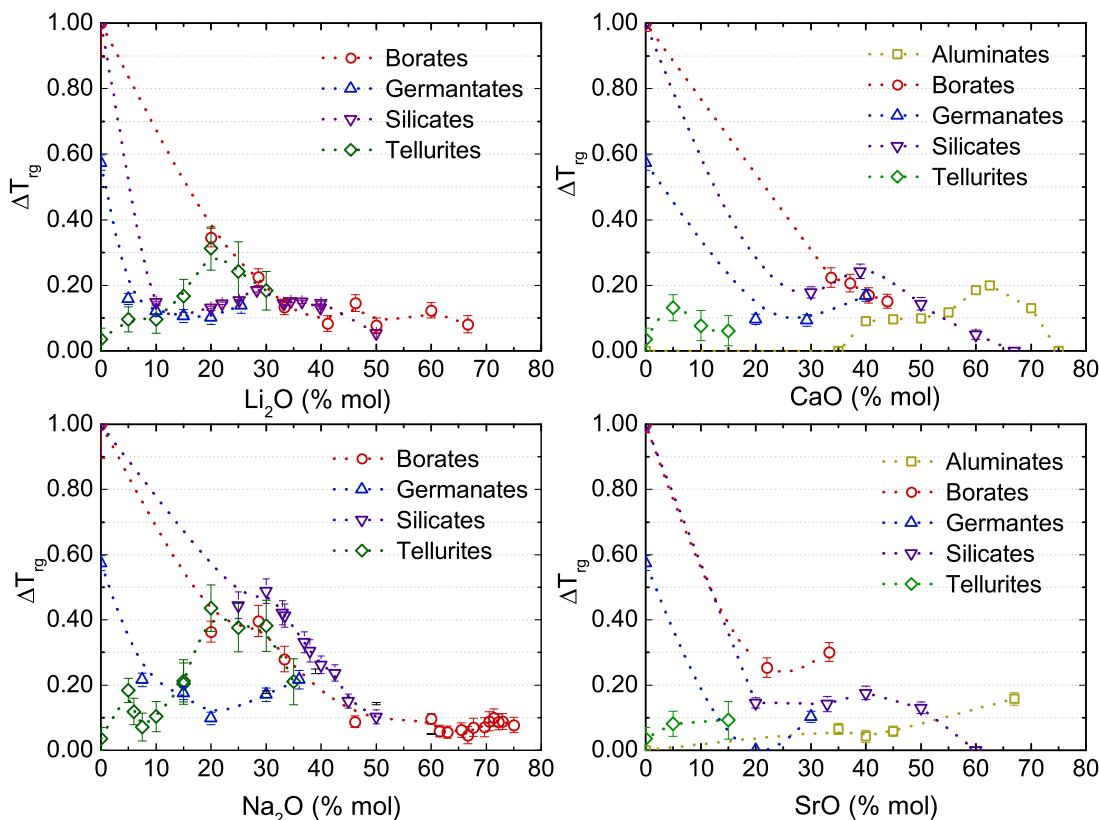 1.00
0.80
0.60
0.40
0.20
0.00
ΔTrg
Borates
Germantates
Silicates
Tellurites
0 10 20 30 40 50 60 70 80
Li2O (% mol)
1.00
0.80
0.60
0.40
0.20
0.00
ΔTrg
Aluminates
Borates
Germanates
Silicates
Tellurites
0 10 20 30 40 50 60 70 80
CaO (% mol)
1.00
0.80
0.60
0.40
0.20
0.00
ΔTrg
Borates
Germanates
Silicates
Tellurites
0 10 20 30 40 50 60 70 80
Na2O (% mol)
1.00
0.80
0.60
0.40
0.20
0.00
ΔTrg
Aluminates
Borates
Germantes
Silicates
Tellurites
0 10 20 30 40 50 60 70 80
SrO (% mol)